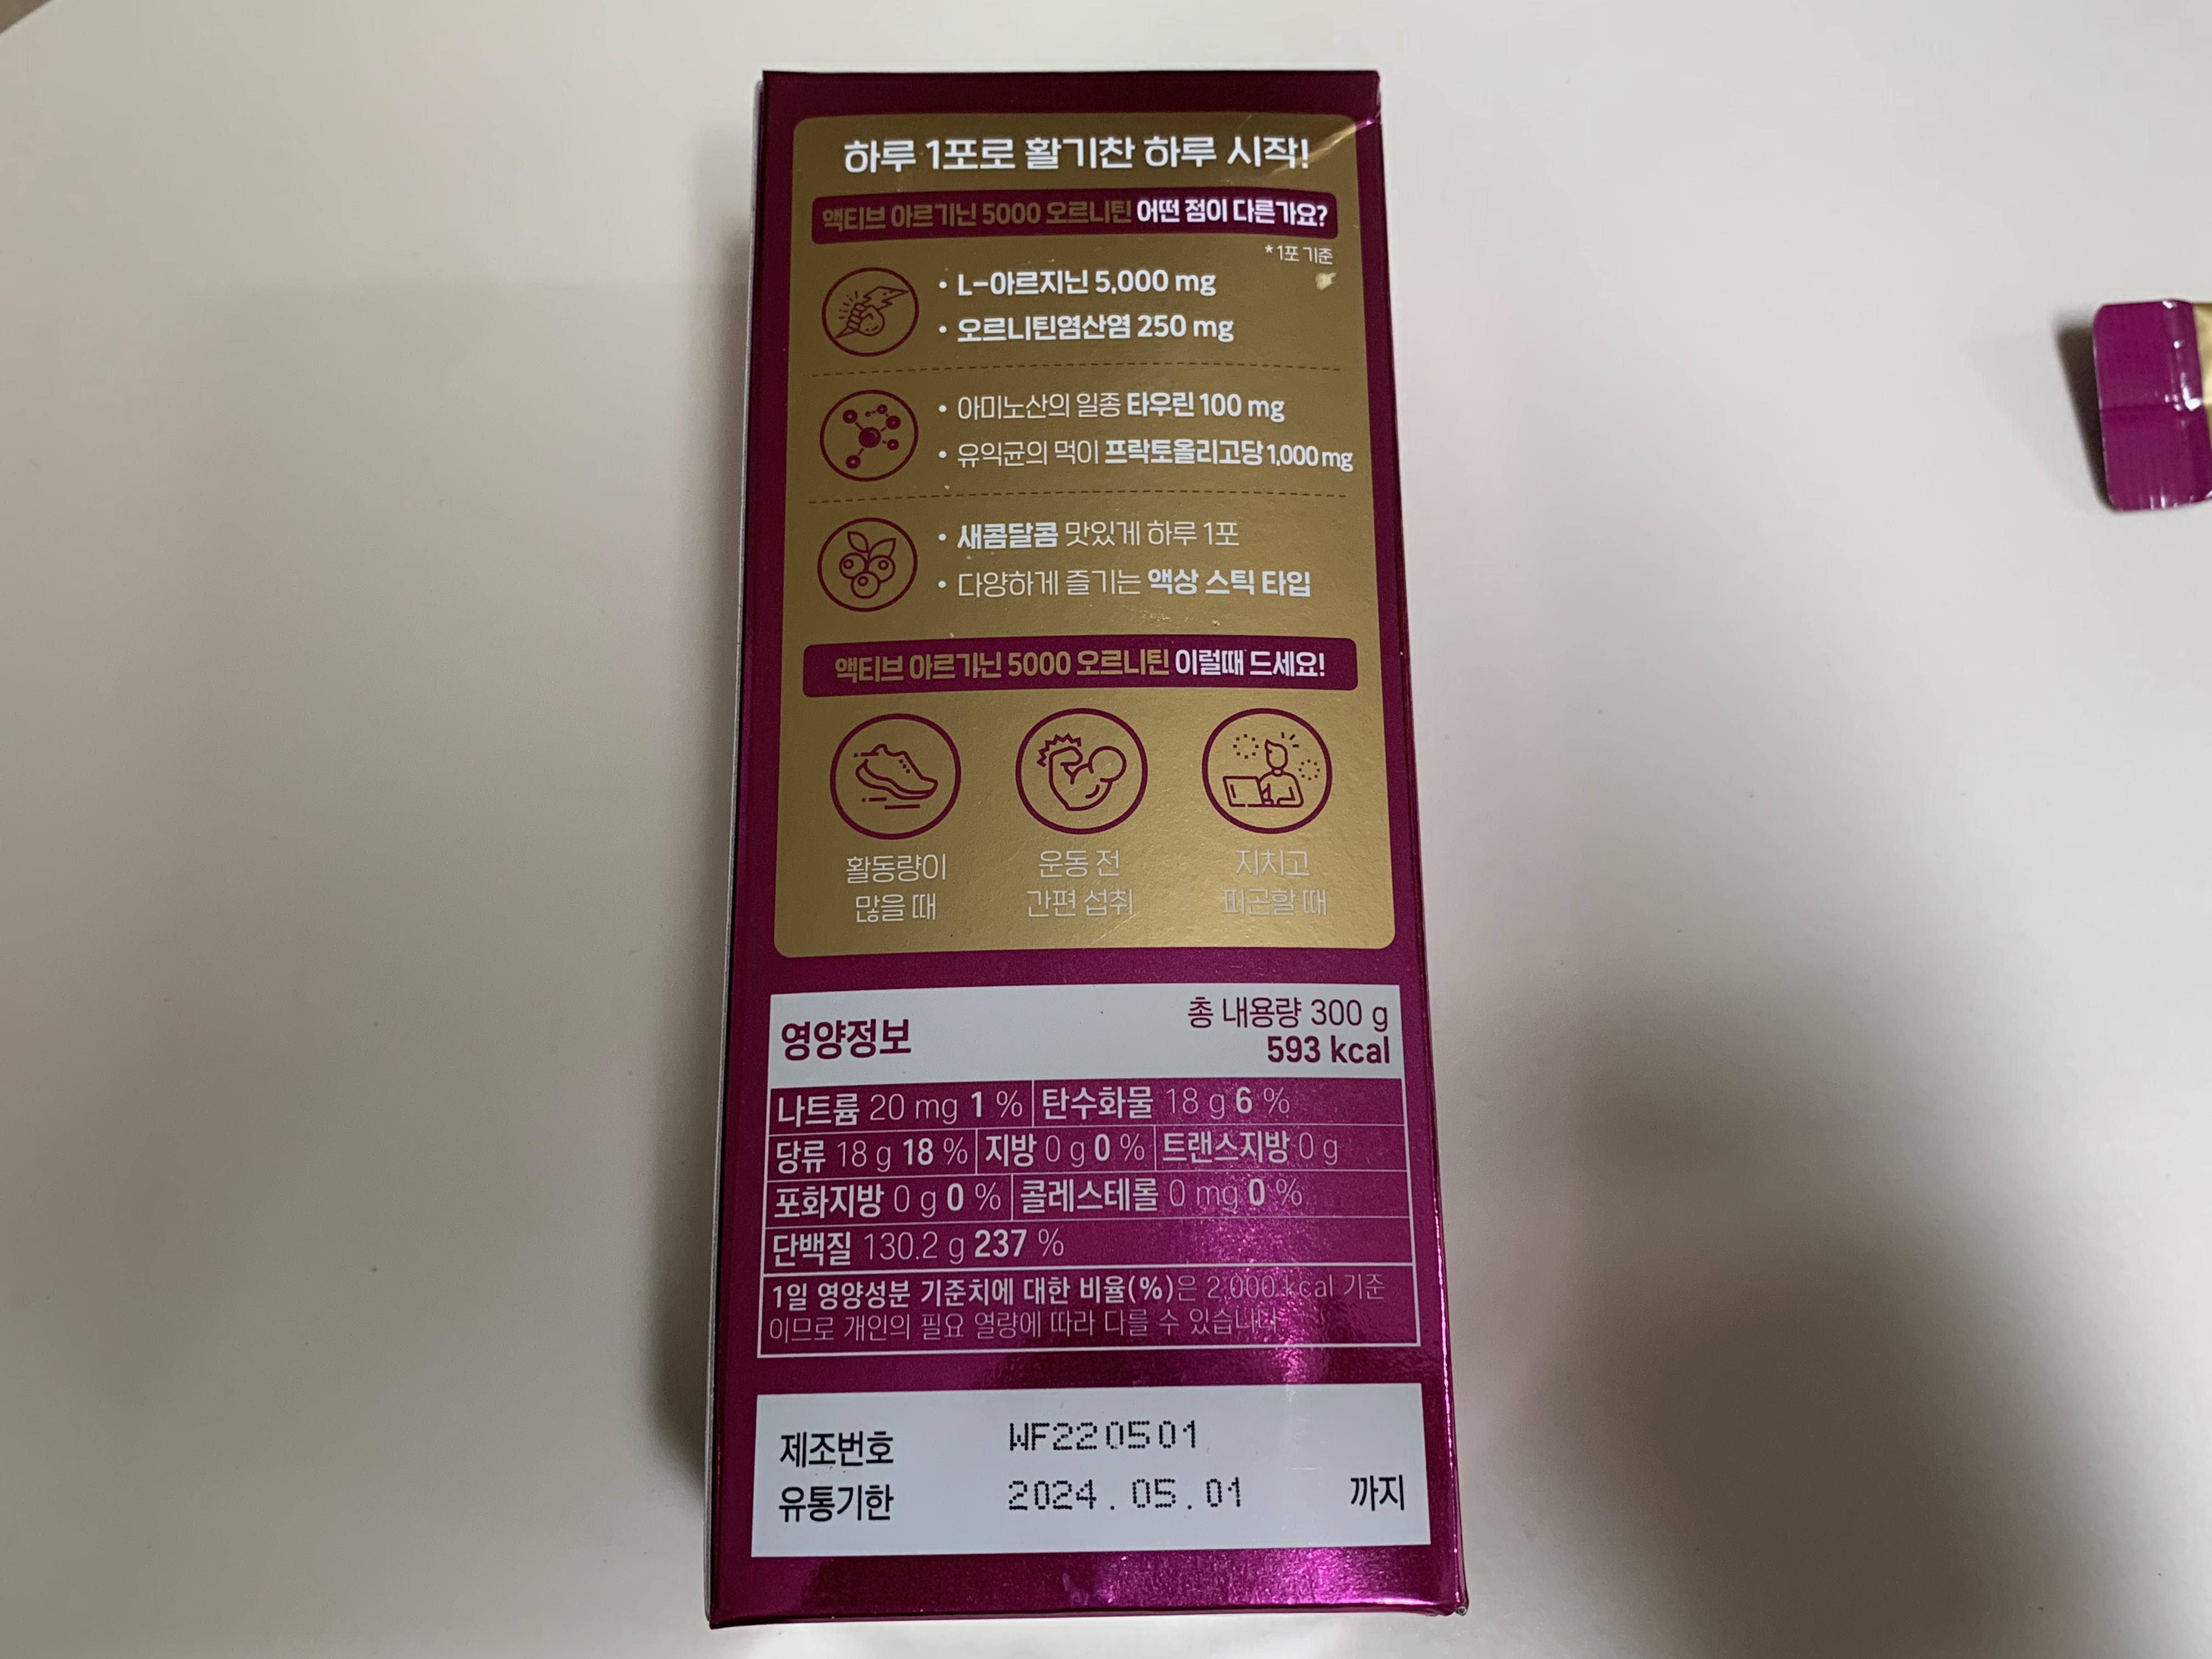 하루 1포로 활기찬 하루 시작!
액티브 아르기닌 5000 오르니틴 어떤 점이 다른가요?
*1포 기준
• L-아르지닌 5,000 mg
• 오르니틴염산염 250 mg
• 아미노산의 일종 타우린 100 mg
• 유익균의 먹이 프락토올리고당 1,000 mg
• 새콤달콤 맛있게 하루 1포
• 다양하게 즐기는 액상 스틱 타입
액티브 아르기닌 5000 오르니틴 이럴때 드세요!
활동량이
많을 때
운동 전
간편 섭취
지치고
피곤할 때
영양정보
총 내용량 300 g
593 kcal
나트륨 20 mg 1 % 탄수화물 18 g 6 %
당류 18 g 18 % 지방 0 g 0 % 트랜스지방 0 g
포화지방 0 g 0 % 콜레스테롤 0 mg 0 %
단백질 130.2 g 237 %
1일 영양성분 기준치에 대한 비율(%)은 2,000 kcal 기준
이므로 개인의 필요 열량에 따라 다를 수 있습니다
제조번호 WF220501
유통기한 2024.05.01 까지